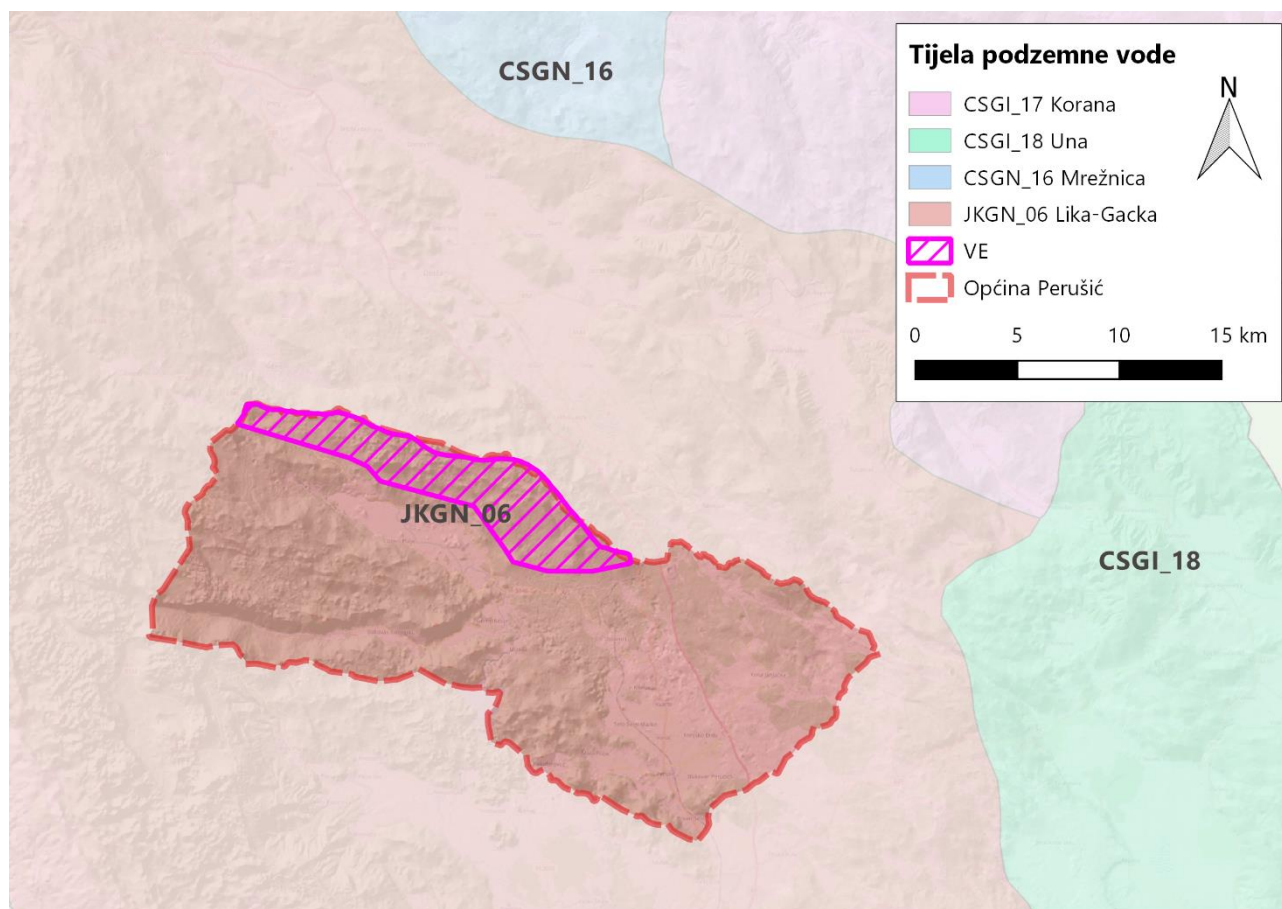 CSGN_16
Tijela podzemne vode
N
CSGI_17 Korana
CSGI_18 Una
CSGN_16 Mrežnica
JKGN_06 Lika-Gacka
VE
Općina Perušić
0 5 10 15 km
JKGN_06
CSGI_18